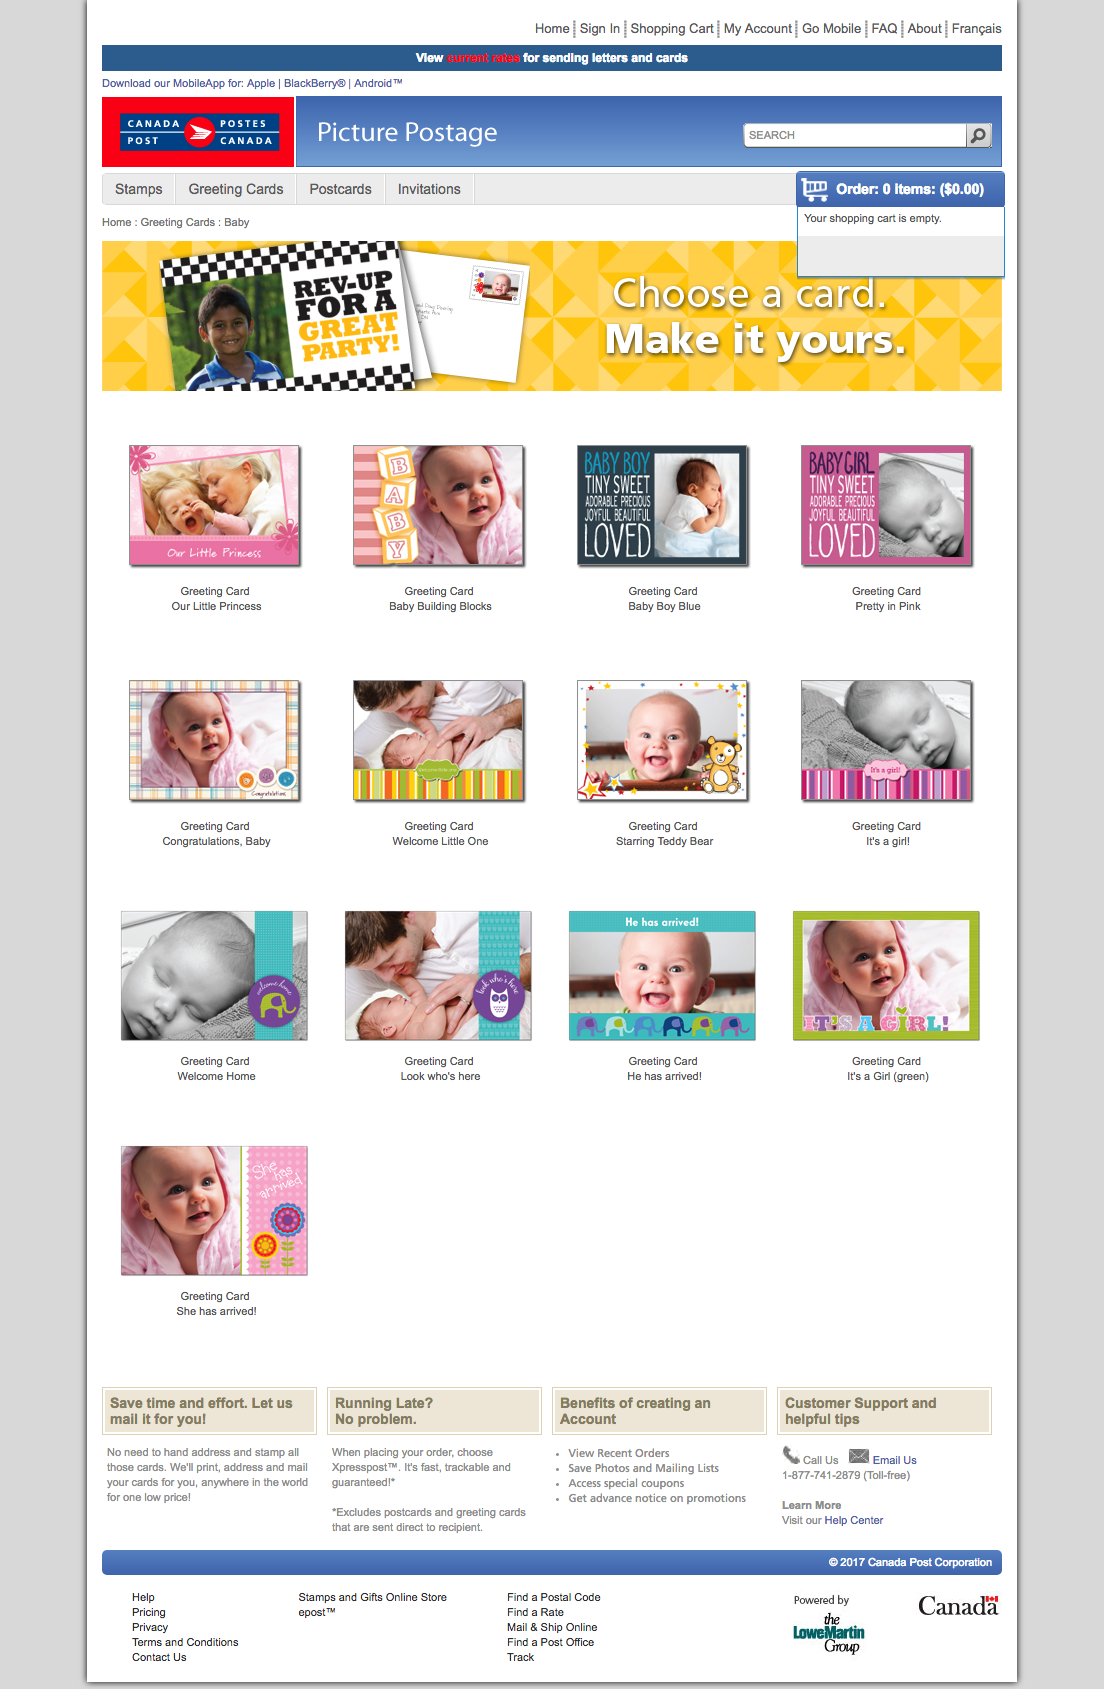 Home Sign In Shopping Cart My Account Go Mobile FAQ About Français
View current rates for sending letters and cards
Download our MobileApp for: Apple | BlackBerry® | Android™
CANADA POSTES
POST CANADA
Picture Postage
SEARCH
Stamps Greeting Cards Postcards Invitations
Order: 0 Items: ($0.00)
Your shopping cart is empty.
Home : Greeting Cards : Baby
REV-UP
FOR A
GREAT
PARTY!
Choose a card.
Make it yours.
Our Little Princess
BABY
BABY BOY
TINY SWEET
ADORABLE PRECIOUS
JOYFUL BEAUTIFUL
LOVED
BABY GIRL
TINY SWEET
ADORABLE PRECIOUS
JOYFUL BEAUTIFUL
LOVED
Greeting Card
Our Little Princess
Greeting Card
Baby Building Blocks
Greeting Card
Baby Boy Blue
Greeting Card
Pretty in Pink
Congratulations
It's a girl!
Greeting Card
Congratulations, Baby
Greeting Card
Welcome Little One
Greeting Card
Starring Teddy Bear
Greeting Card
It's a girl!
welcome home
look who's here
He has arrived!
IT'S A GIRL!
Greeting Card
Welcome Home
Greeting Card
Look who's here
Greeting Card
He has arrived!
Greeting Card
It's a Girl (green)
She
has
arrived
Greeting Card
She has arrived!
Save time and effort. Let us
mail it for you!
No need to hand address and stamp all
those cards. We'll print, address and mail
your cards for you, anywhere in the world
for one low price!
Running Late?
No problem.
When placing your order, choose
Xpresspost™. It's fast, trackable and
guaranteed!*
*Excludes postcards and greeting cards
that are sent direct to recipient.
Benefits of creating an
Account
View Recent Orders
Save Photos and Mailing Lists
Access special coupons
Get advance notice on promotions
Customer Support and
helpful tips
Call Us Email Us
1-877-741-2879 (Toll-free)
Learn More
Visit our Help Center
© 2017 Canada Post Corporation
Help
Pricing
Privacy
Terms and Conditions
Contact Us
Stamps and Gifts Online Store
epost™
Find a Postal Code
Find a Rate
Mail & Ship Online
Find a Post Office
Track
Powered by
the
LoweMartin
Group
Canada